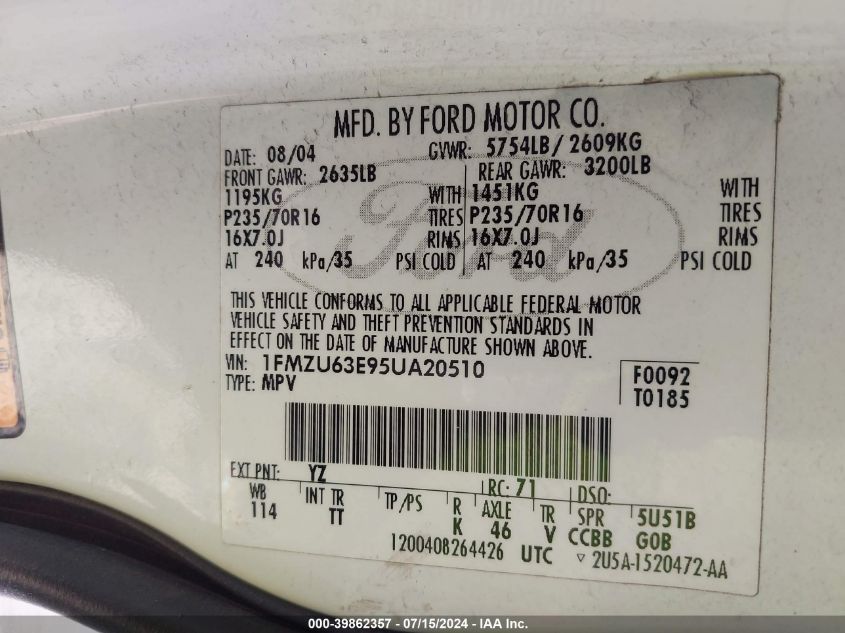 MFD. BY FORD MOTOR CO.
DATE: 08/04 GVWR: 5754LB/ 2609KG
FRONT GAWR: 2635LB REAR GAWR: 3200LB
1195KG WITH 1451KG WITH
P235/70R16 TIRES P235/70R16 TIRES
16X7.0J RIMS 16X7.0J RIMS
AT 240 kPa/35 PSI COLD AT 240 kPa/35 PSI COLD
Ford
THIS VEHICLE CONFORMS TO ALL APPLICABLE FEDERAL MOTOR
VEHICLE SAFETY AND THEFT PREVENTION STANDARDS IN
EFFECT ON THE DATE OF MANUFACTURE SHOWN ABOVE.
VIN: 1FMZU63E95UA20510
TYPE: MPV
F0092
T0185
EXT PNT: YZ RC: 71 DSO:
WB INT TR TP/PS R AXLE TR SPR 5U51B
114 TT K 46 V CCBB GOB
1200408264426 UTC ▽ 2U5A-1520472-AA
000-39862357 - 07/15/2024 - IAA Inc.